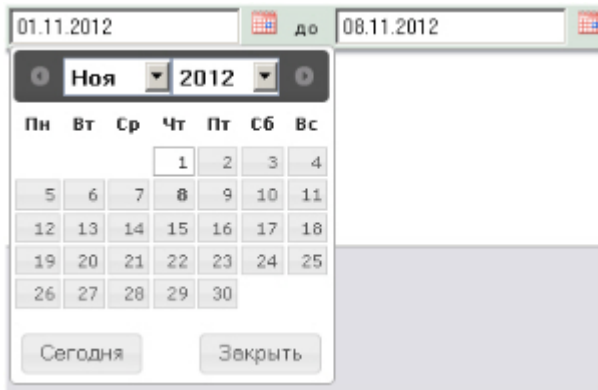 01.11.2012 до 08.11.2012
Ноя 2012
Пн Вт Ср Чт Пт Сб Вс
1 2 3 4
5 6 7 8 9 10 11
12 13 14 15 16 17 18
19 20 21 22 23 24 25
26 27 28 29 30
Сегодня Закрыть